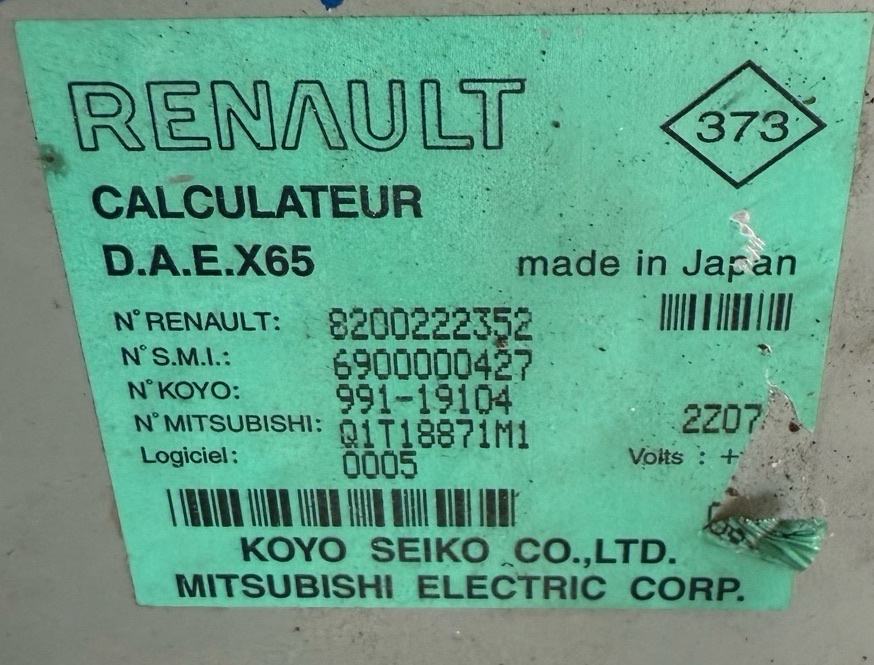 RENAULT
373
CALCULATEUR
D.A.E.X65
made in Japan
N° RENAULT: 8200222352
N° S.M.I.: 6900000427
N° KOYO: 991-19104
N° MITSUBISHI: Q1T18871M1
2Z07
Logiciel: 0005
Volts : +
KOYO SEIKO CO.,LTD.
MITSUBISHI ELECTRIC CORP.